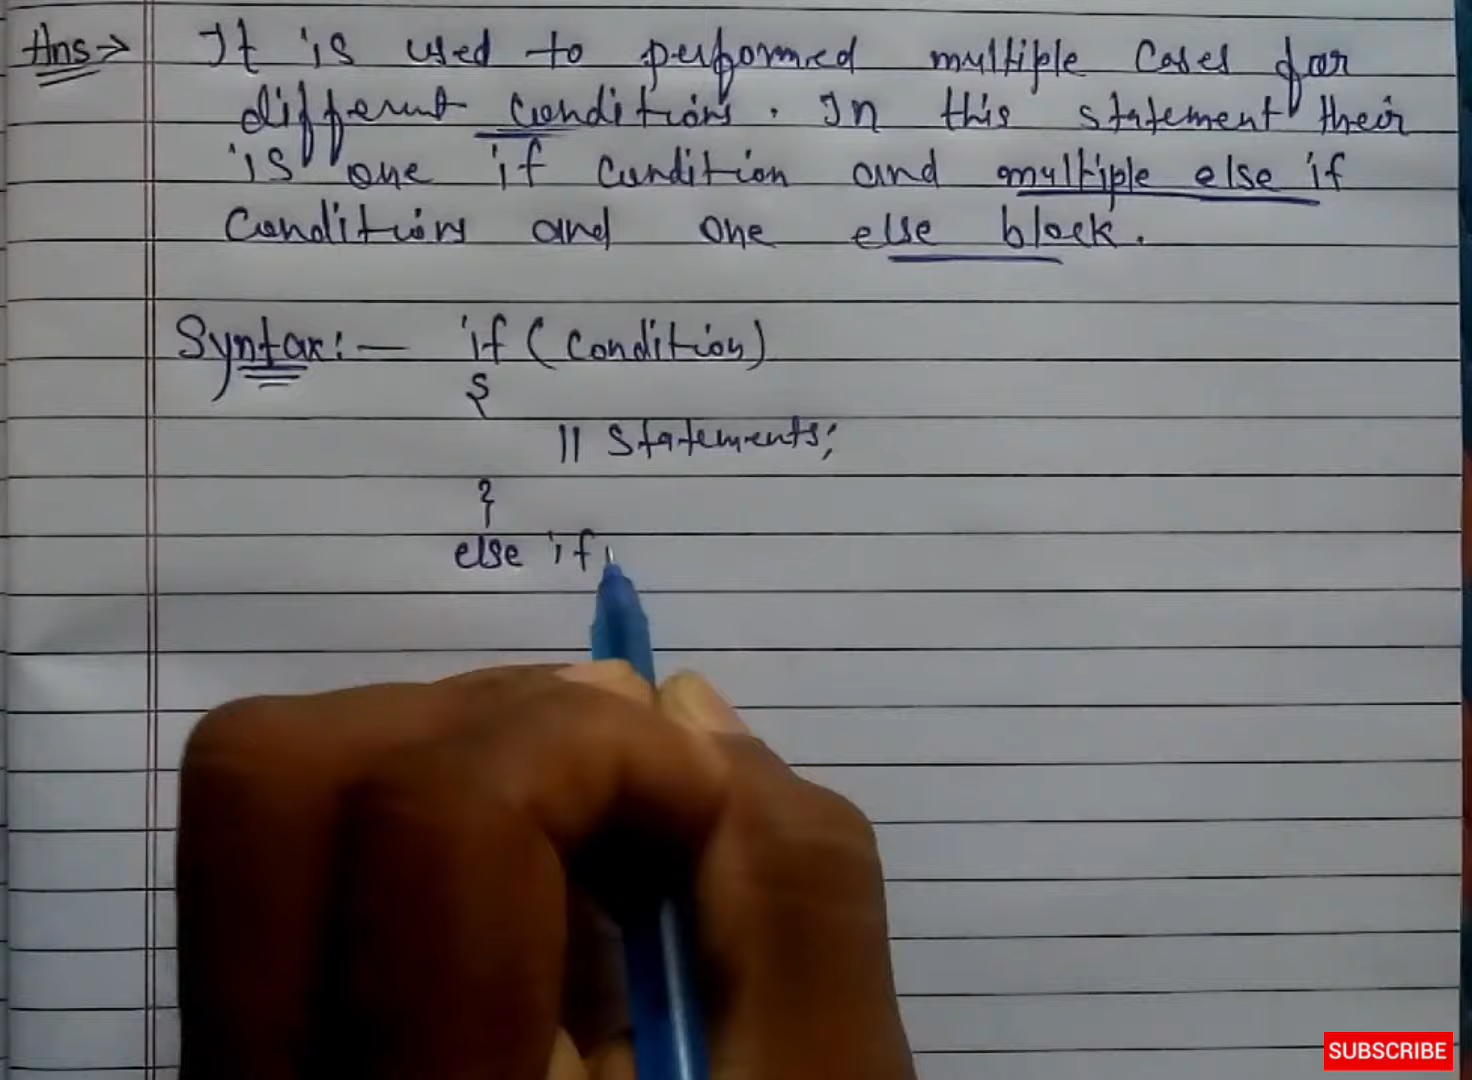 Ans → It is used to performed multiple Cases for
different conditions. In this statement their
is one if condition and multiple else if
Conditions and one else block.
Syntax:— if (Condition)
{
// Statements;
}
else if
SUBSCRIBE